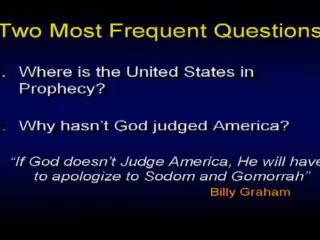 Two Most Frequent Questions
. Where is the United States in
Prophecy?
. Why hasn't God judged America?
"If God doesn't Judge America, He will have
to apologize to Sodom and Gomorrah"
Billy Graham